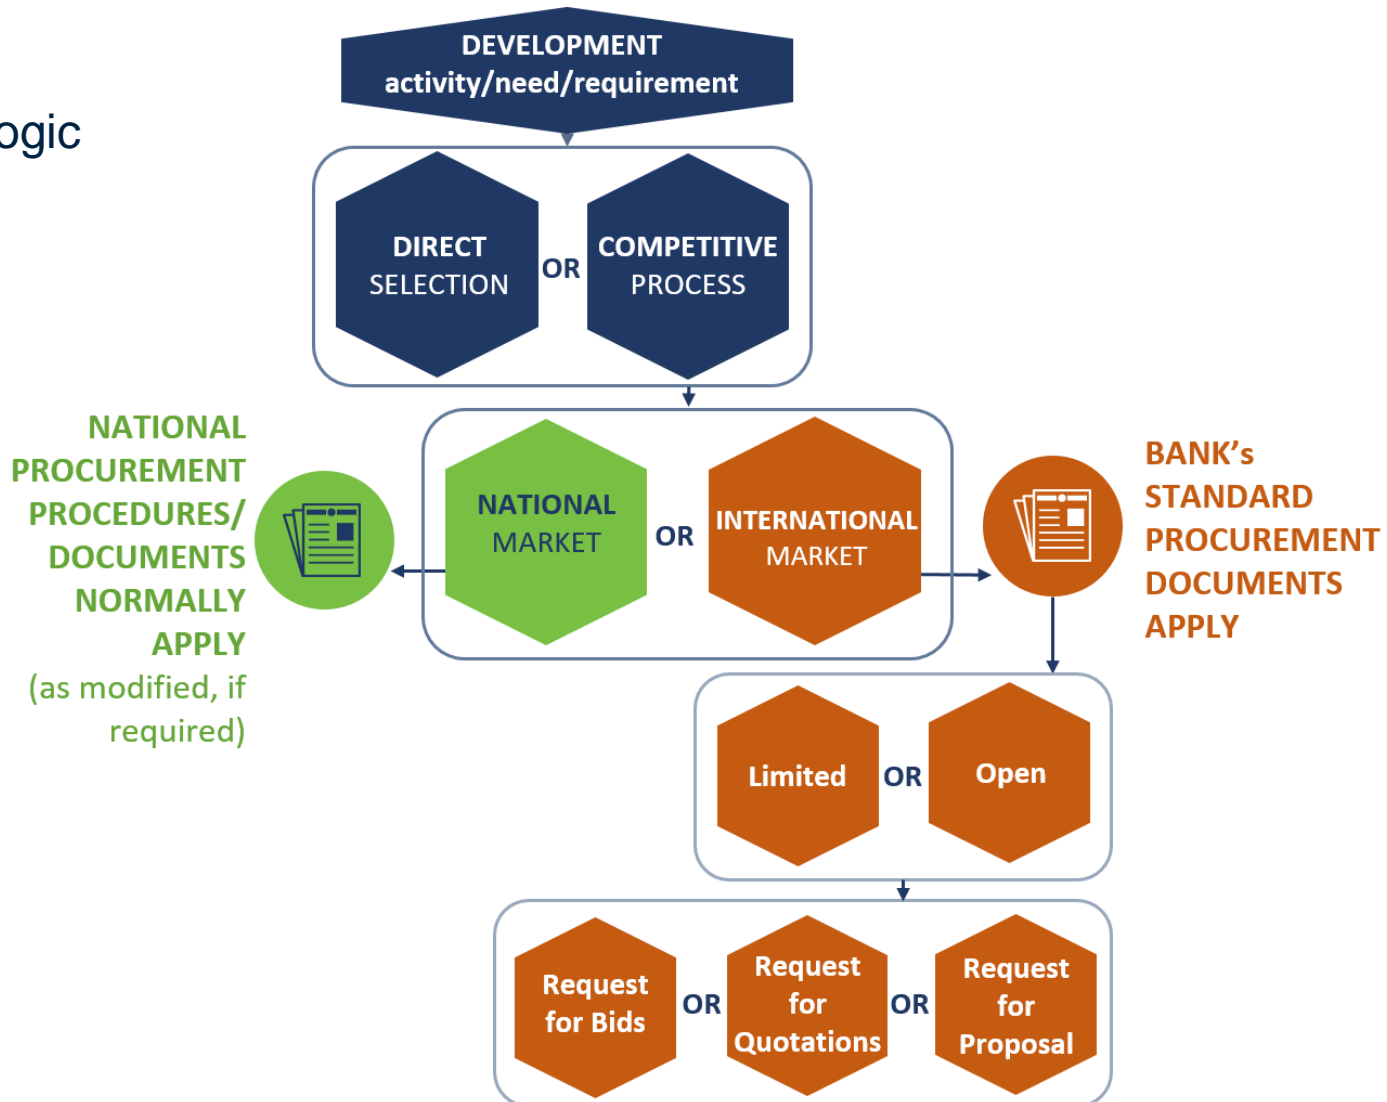 DEVELOPMENT
activity/need/requirement
ogic
DIRECT
SELECTION
OR
COMPETITIVE
PROCESS
NATIONAL
PROCUREMENT
PROCEDURES/
DOCUMENTS
NORMALLY
APPLY
(as modified, if
required)
NATIONAL
MARKET
OR
INTERNATIONAL
MARKET
BANK's
STANDARD
PROCUREMENT
DOCUMENTS
APPLY
Limited
OR
Open
Request
for Bids
OR
Request
for
Quotations
OR
Request
for
Proposal